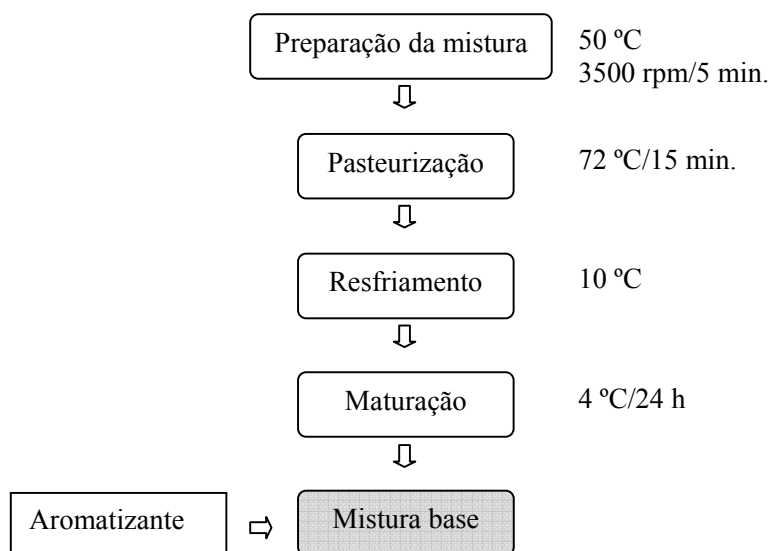 Preparação da mistura
50 ºC
3500 rpm/5 min.
Pasteurização
72 ºC/15 min.
Resfriamento
10 ºC
Maturação
4 ºC/24 h
Aromatizante
Mistura base